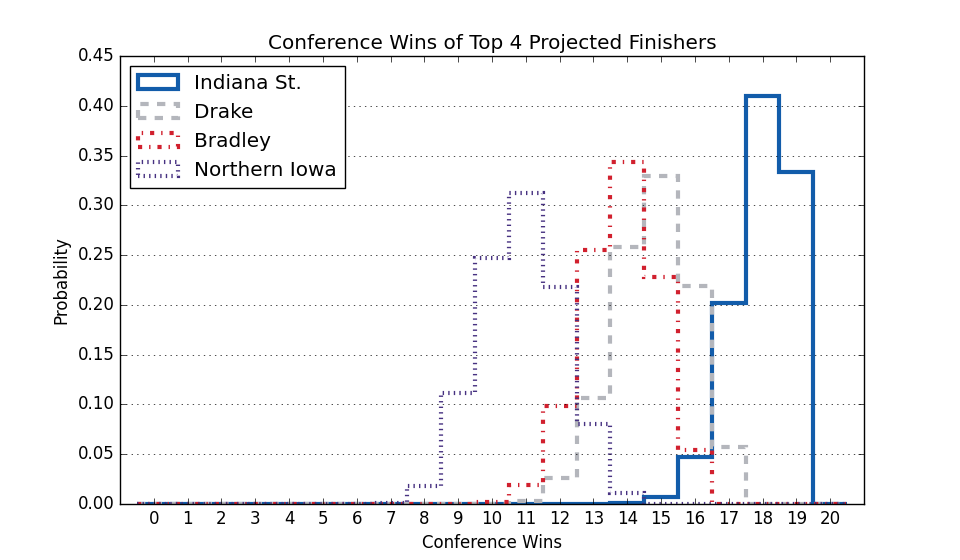 Conference Wins of Top 4 Projected Finishers
Indiana St.
Drake
Bradley
Northern Iowa
Probability
0.45
0.40
0.35
0.30
0.25
0.20
0.15
0.10
0.05
0.00
0 1 2 3 4 5 6 7 8 9 10 11 12 13 14 15 16 17 18 19 20
Conference Wins